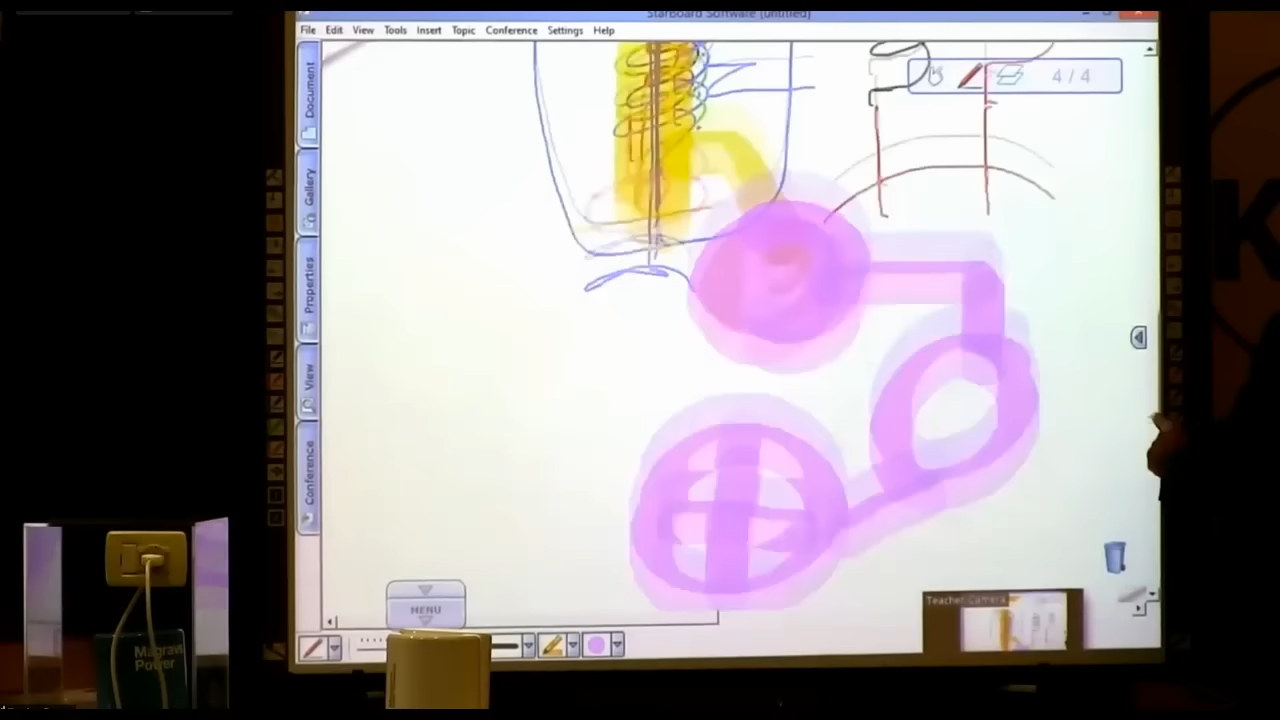 StarBoard Software (untitled)
File Edit View Tools Insert Topic Conference Settings Help
Document
Gallery
Properties
View
Conference
4 / 4
MENU
Teacher Camera
Magravs
Power
K